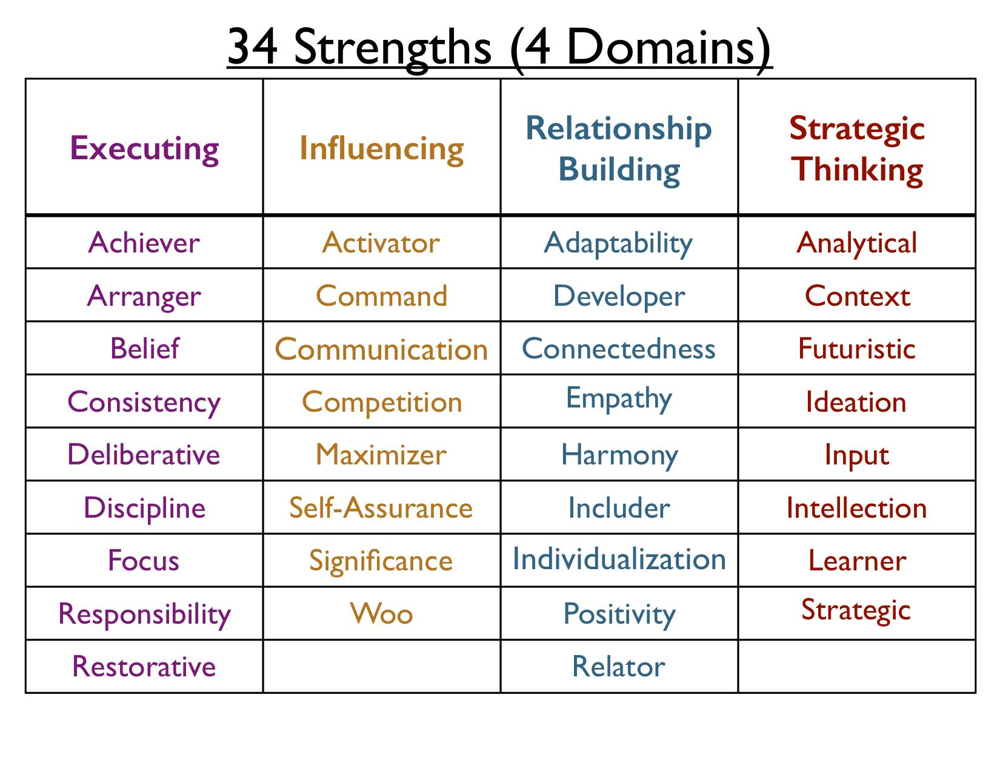 34 Strengths (4 Domains)
Executing Influencing Relationship Building Strategic Thinking
Achiever Activator Adaptability Analytical
Arranger Command Developer Context
Belief Communication Connectedness Futuristic
Consistency Competition Empathy Ideation
Deliberative Maximizer Harmony Input
Discipline Self-Assurance Includer Intellection
Focus Significance Individualization Learner
Responsibility Woo Positivity Strategic
Restorative Relator